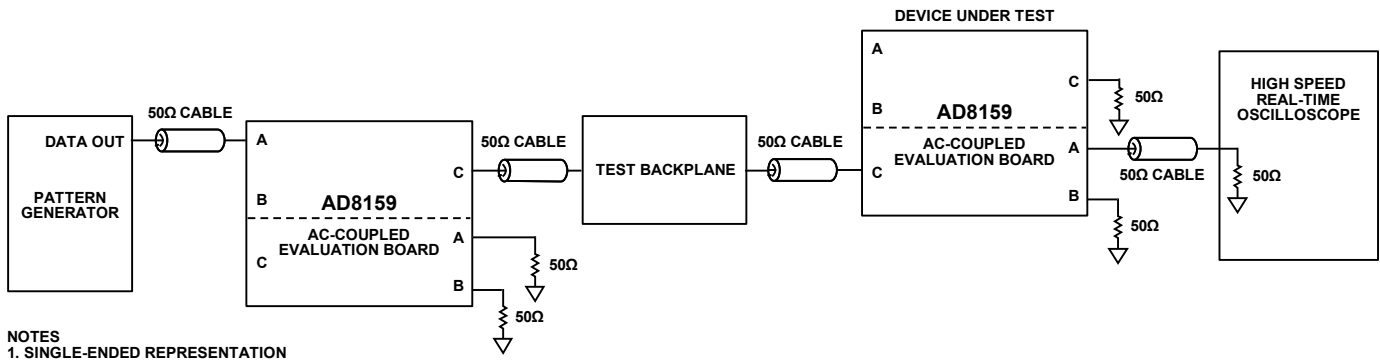 DEVICE UNDER TEST
50Ω CABLE
DATA OUT
PATTERN
GENERATOR
A
B
C
AD8159
AC-COUPLED
EVALUATION BOARD
C
A
B
50Ω
50Ω
50Ω CABLE
TEST BACKPLANE
50Ω CABLE
A
B
C
AD8159
AC-COUPLED
EVALUATION BOARD
C
A
B
50Ω
50Ω
50Ω CABLE
HIGH SPEED
REAL-TIME
OSCILLOSCOPE
50Ω
NOTES
1. SINGLE-ENDED REPRESENTATION